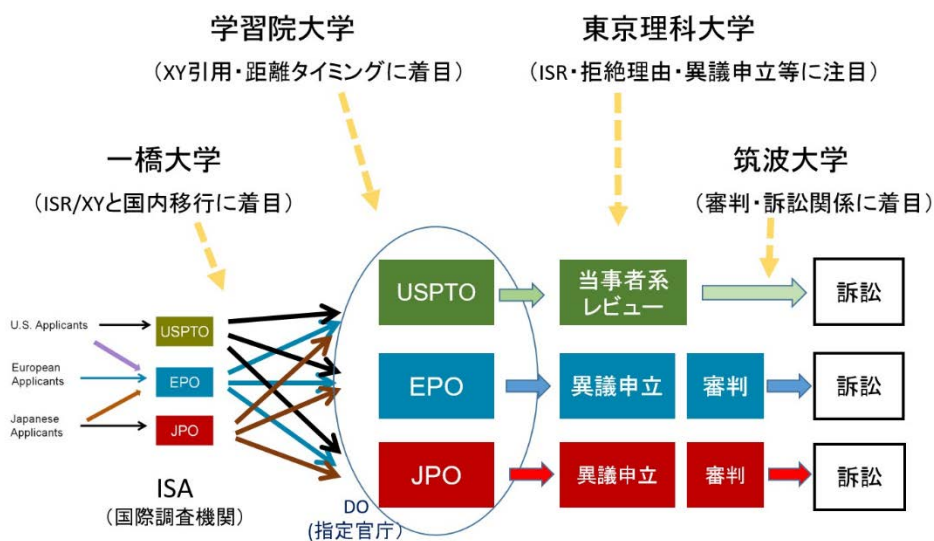 学習院大学
(XY引用・距離タイミングに着目)
東京理科大学
(ISR・拒絶理由・異議申立等に注目)
一橋大学
(ISR/XYと国内移行に着目)
筑波大学
(審判・訴訟関係に着目)
U.S. Applicants
European
Applicants
Japanese
Applicants
USPTO
EPO
JPO
ISA
(国際調査機関)
USPTO
EPO
JPO
DO
(指定官庁)
当事者系
レビュー
訴訟
異議申立
審判
訴訟
異議申立
審判
訴訟